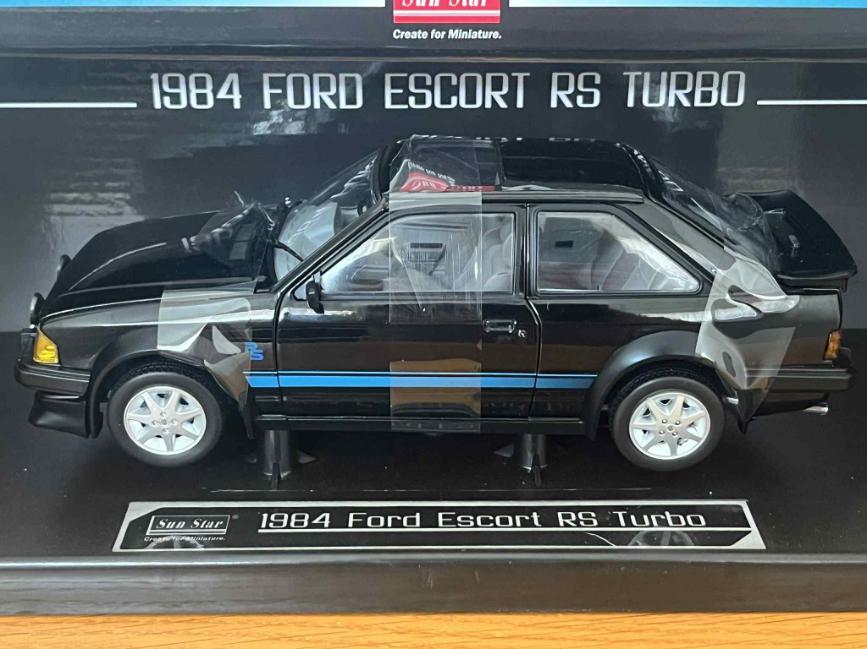 Sun Star
Create for Miniature.
1984 FORD ESCORT RS TURBO
RS
Sun Star
Create for Miniature.
1984 Ford Escort RS Turbo